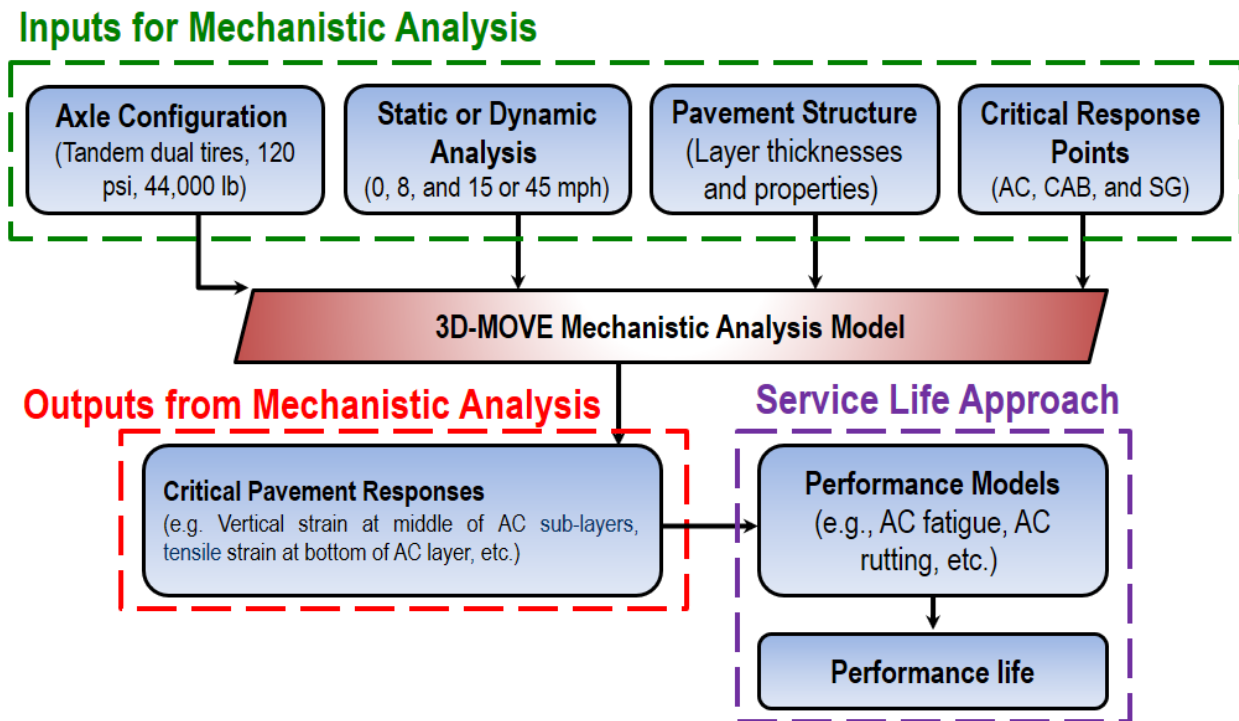 Inputs for Mechanistic Analysis
Axle Configuration
(Tandem dual tires, 120
psi, 44,000 lb)
Static or Dynamic
Analysis
(0, 8, and 15 or 45 mph)
Pavement Structure
(Layer thicknesses
and properties)
Critical Response
Points
(AC, CAB, and SG)
3D-MOVE Mechanistic Analysis Model
Outputs from Mechanistic Analysis
Critical Pavement Responses
(e.g. Vertical strain at middle of AC sub-layers,
tensile strain at bottom of AC layer, etc.)
Service Life Approach
Performance Models
(e.g., AC fatigue, AC
rutting, etc.)
Performance life